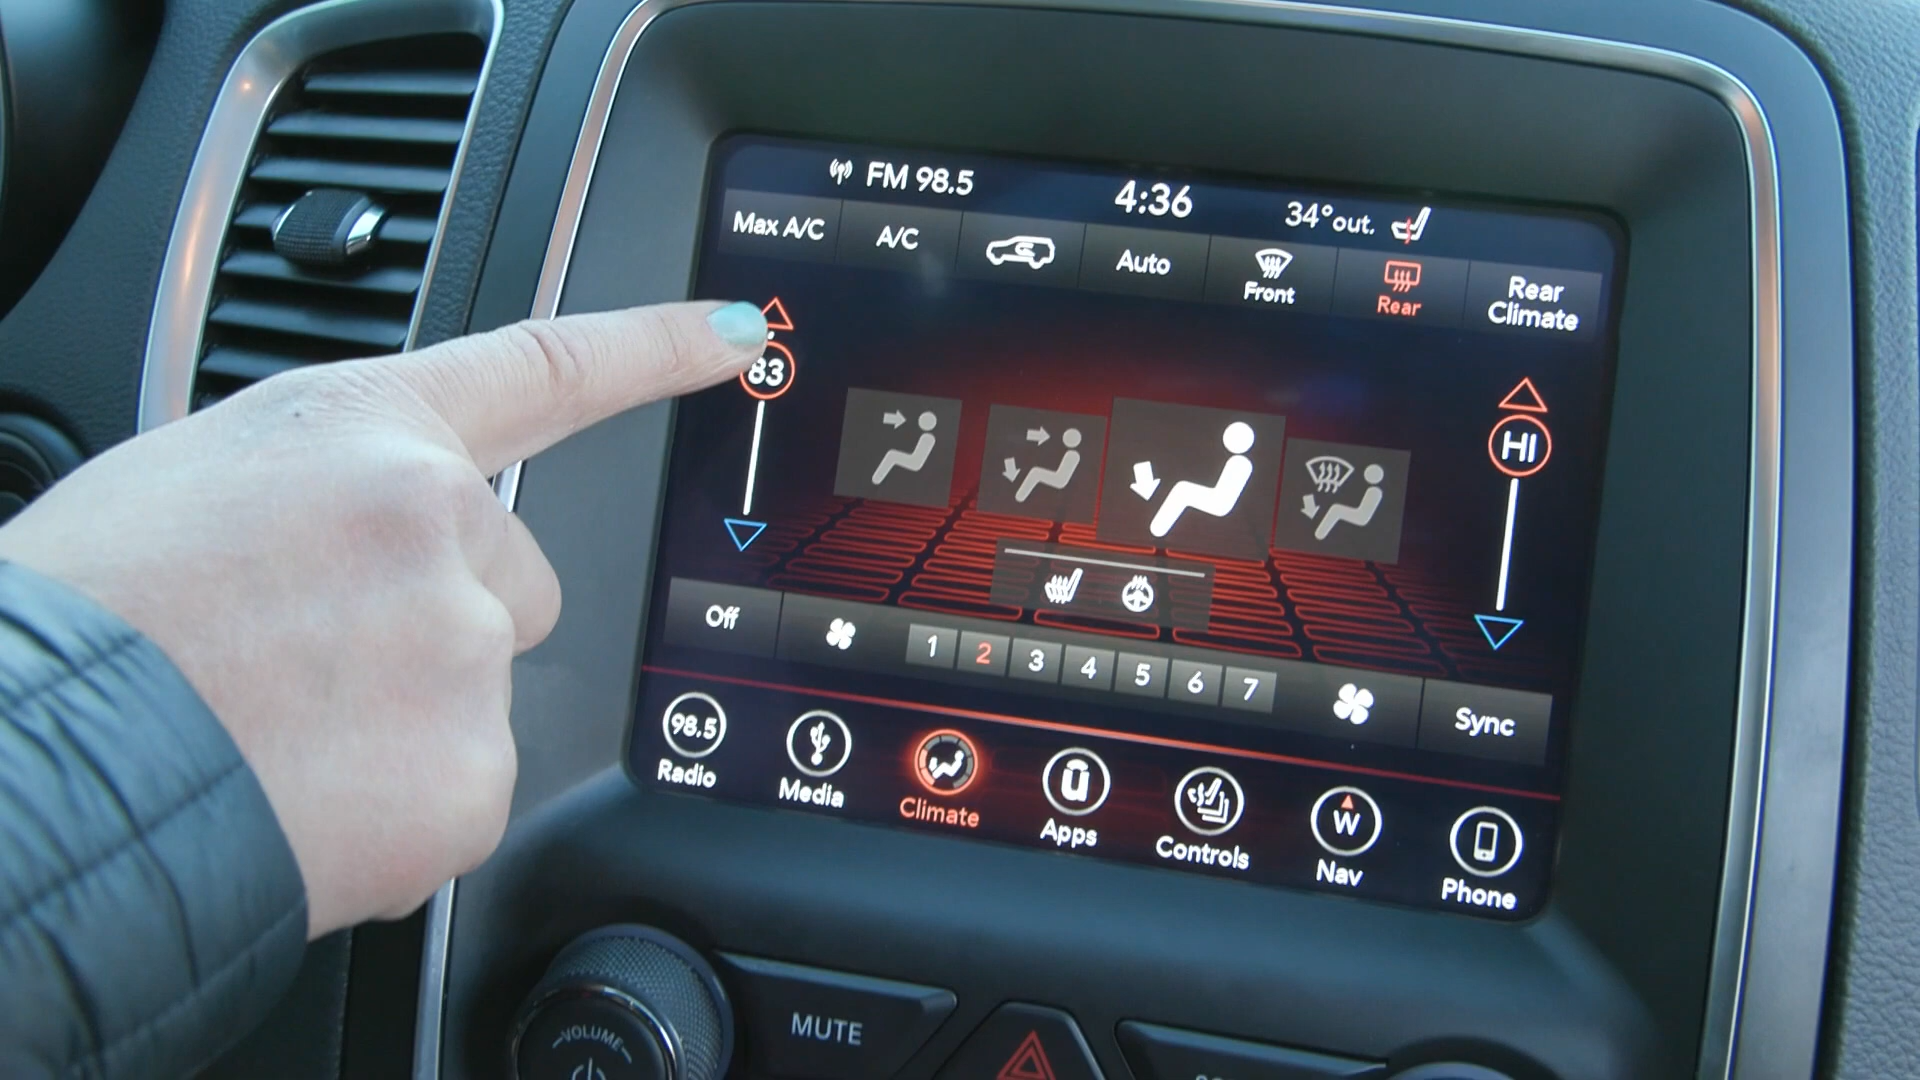 FM 98.5 4:36 34°out.
Max A/C A/C Auto Front Rear Rear Climate
83 HI
Off 1 2 3 4 5 6 7 Sync
98.5 W
Radio Media Climate Apps Controls Nav Phone
VOLUME MUTE